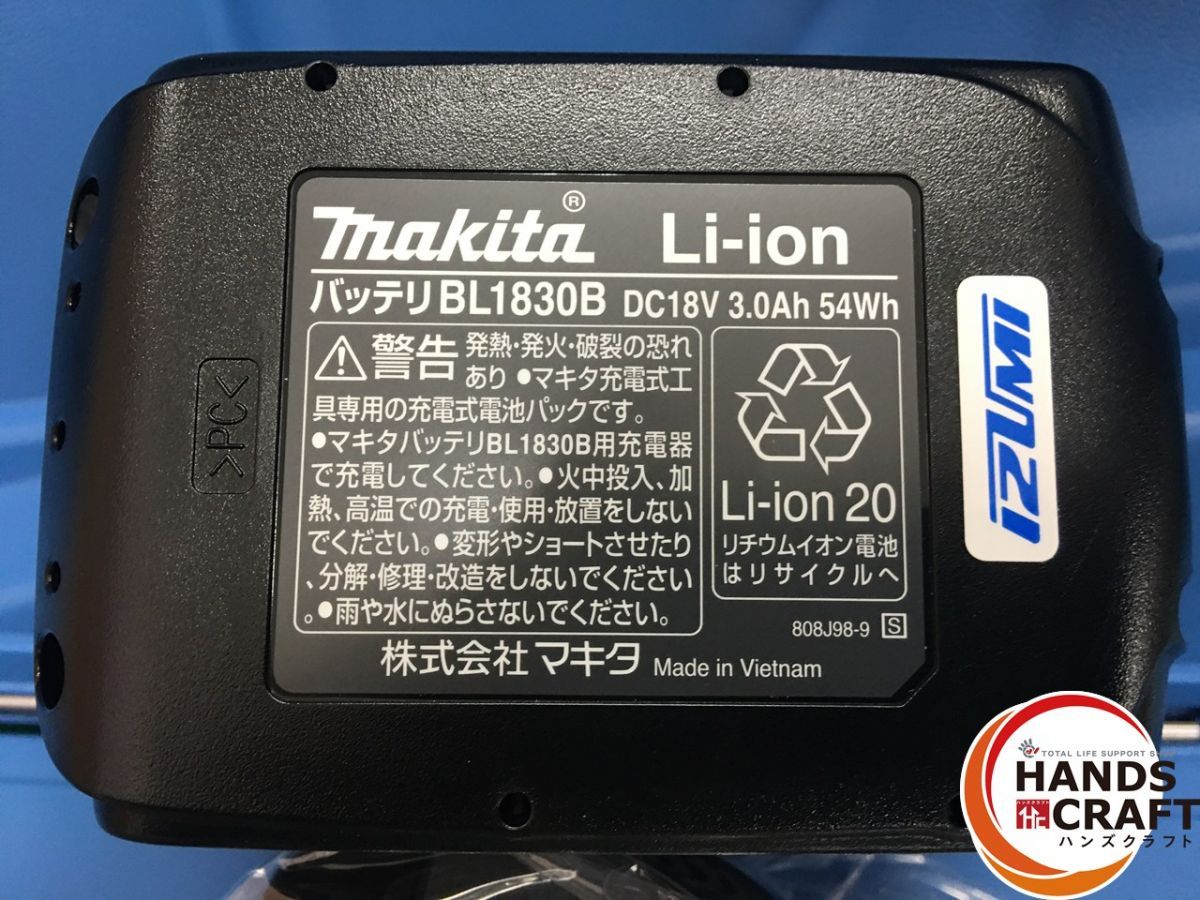 makita® Li-ion
バッテリBL1830B DC18V 3.0Ah 54Wh
⚠警告 発熱・発火・破裂の恐れ
あり ●マキタ充電式工
具専用の充電式電池パックです。
●マキタバッテリBL1830B用充電器
で充電してください。●火中投入、加
熱、高温での充電・使用・放置をしない
でください。●変形やショートさせたり
、分解・修理・改造をしないでください
。●雨や水にぬらさないでください。
Li-ion 20
リチウムイオン電池
はリサイクルへ
808J98-9 S
株式会社マキタ Made in Vietnam
>PC<
IZUMI
TOTAL LIFE SUPPORT
HANDS
ハンズクラフト
CRAFT
ハンズクラフト